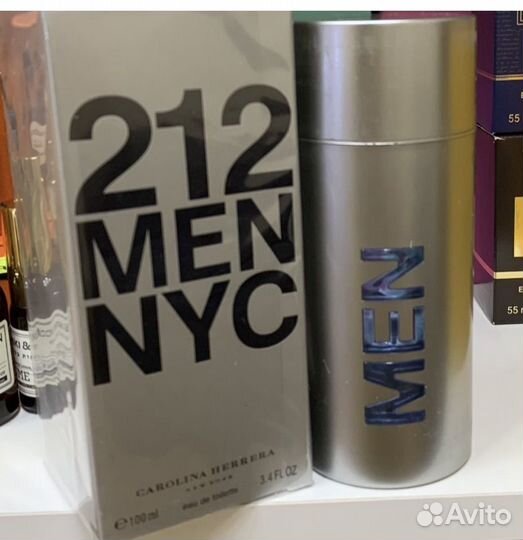 212
MEN
NYC
CAROLINA HERRERA
NEW YORK
3.4 FL OZ
℮100 ml
eau de toilette
MEN
55
55
Avito